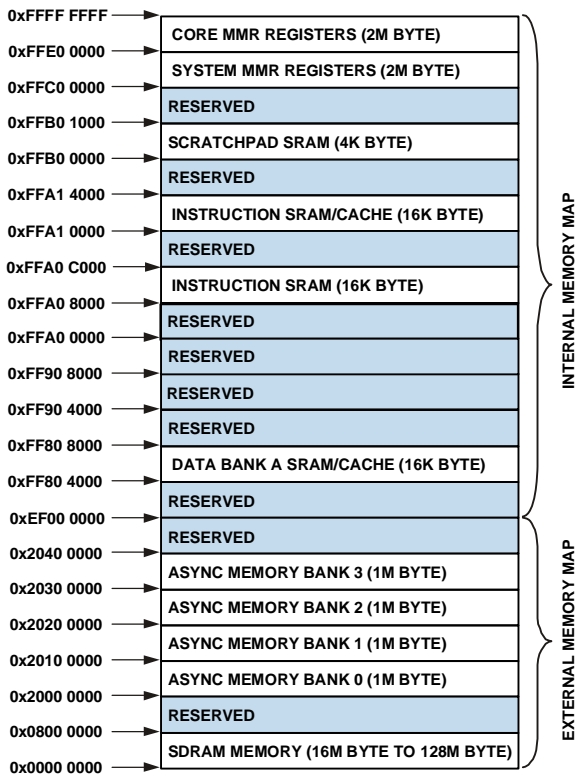 0xFFFF FFFF
CORE MMR REGISTERS (2M BYTE)
0xFFE0 0000
SYSTEM MMR REGISTERS (2M BYTE)
0xFFC0 0000
RESERVED
0xFFB0 1000
SCRATCHPAD SRAM (4K BYTE)
0xFFB0 0000
RESERVED
0xFFA1 4000
INSTRUCTION SRAM/CACHE (16K BYTE)
0xFFA1 0000
RESERVED
0xFFA0 C000
INSTRUCTION SRAM (16K BYTE)
0xFFA0 8000
RESERVED
0xFFA0 0000
RESERVED
0xFF90 8000
RESERVED
0xFF90 4000
RESERVED
0xFF80 8000
DATA BANK A SRAM/CACHE (16K BYTE)
0xFF80 4000
RESERVED
0xEF00 0000
RESERVED
0x2040 0000
ASYNC MEMORY BANK 3 (1M BYTE)
0x2030 0000
ASYNC MEMORY BANK 2 (1M BYTE)
0x2020 0000
ASYNC MEMORY BANK 1 (1M BYTE)
0x2010 0000
ASYNC MEMORY BANK 0 (1M BYTE)
0x2000 0000
RESERVED
0x0800 0000
SDRAM MEMORY (16M BYTE TO 128M BYTE)
0x0000 0000
INTERNAL MEMORY MAP
EXTERNAL MEMORY MAP